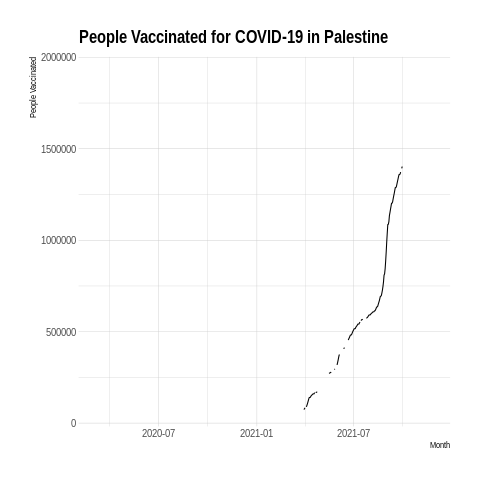 People Vaccinated for COVID-19 in Palestine
People Vaccinated
2000000
1500000
1000000
500000
0
2020-07 2021-01 2021-07
Month